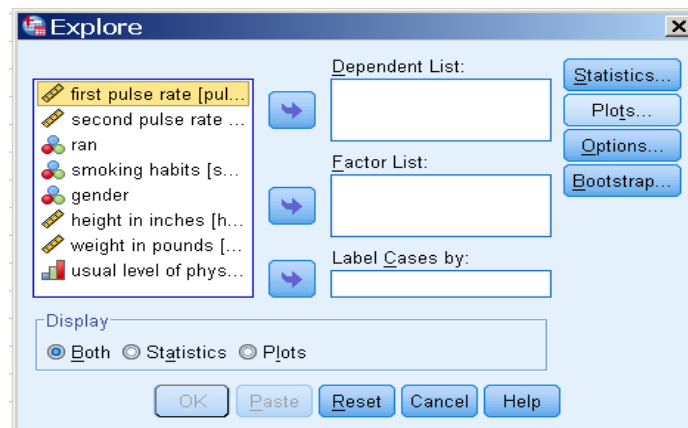 Explore
first pulse rate [pul...
second pulse rate ...
ran
smoking habits [s...
gender
height in inches [h...
weight in pounds [...
usual level of phys...
Dependent List:
Factor List:
Label Cases by:
Statistics...
Plots...
Options...
Bootstrap...
Display
Both Statistics Plots
OK Paste Reset Cancel Help